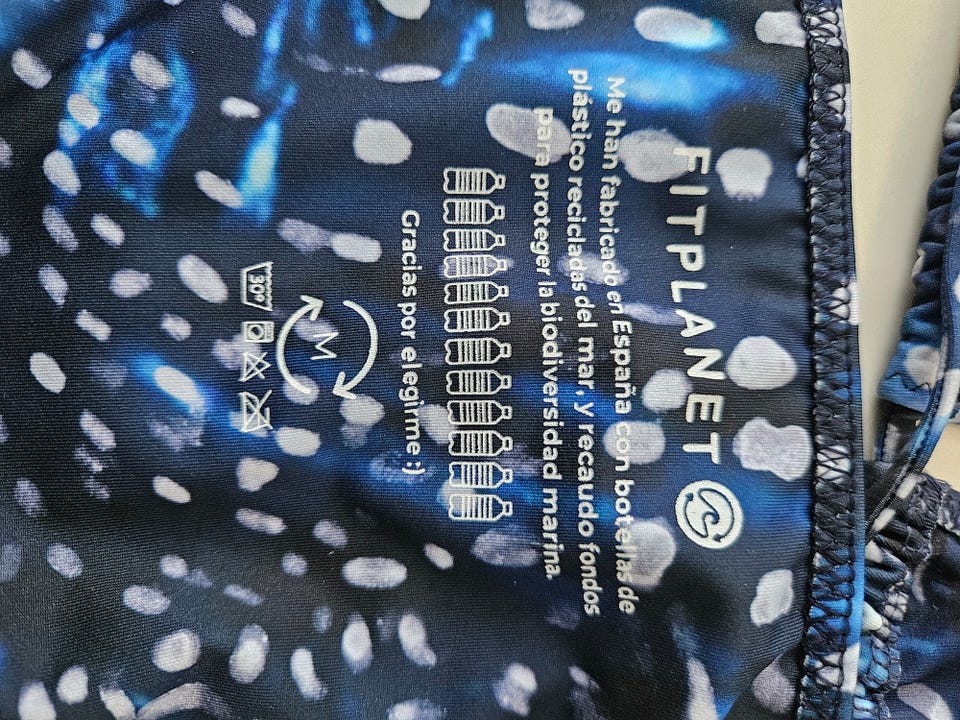 FITPLANET
Me han fabricado en España con botellas de
plástico recicladas del mar, y recaudo fondos
para proteger la biodiversidad marina.
Gracias por elegirme :)
M
30º